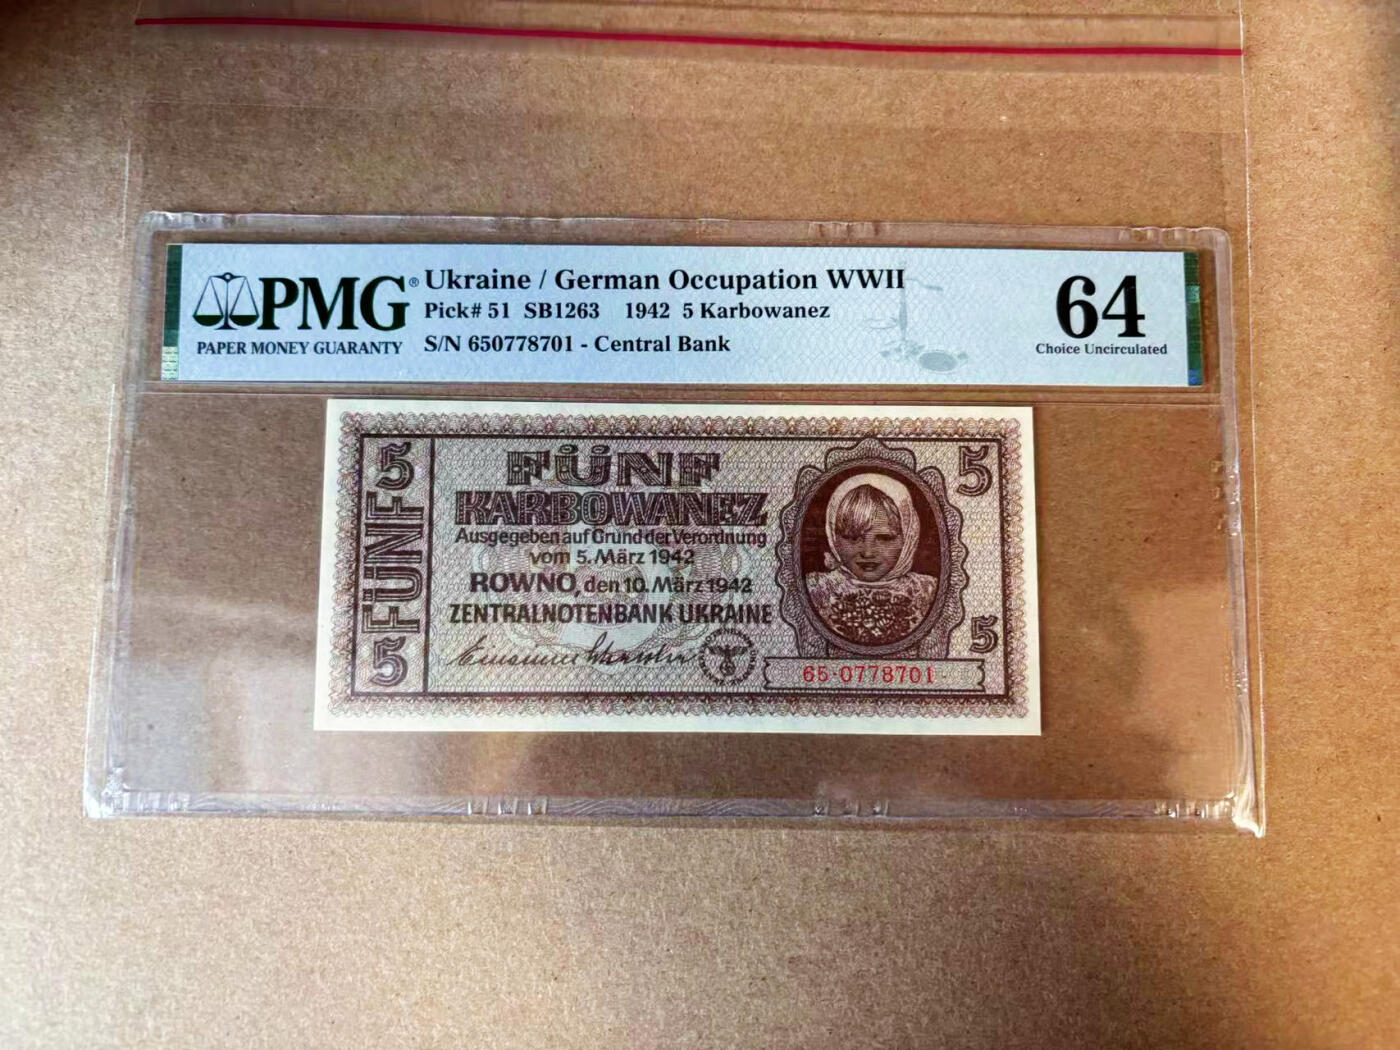 PMG®
PAPER MONEY GUARANTY
Ukraine / German Occupation WWII
Pick# 51 SB1263 1942 5 Karbowanez
S/N 650778701 - Central Bank
64
Choice Uncirculated
5
FÜNF
5
FÜNF
KARBOWANEZ
Ausgegeben auf Grund der Verordnung
vom 5. März 1942
ROWNO, den 10. März 1942
ZENTRALNOTENBANK UKRAINE
5
5
65·0778701